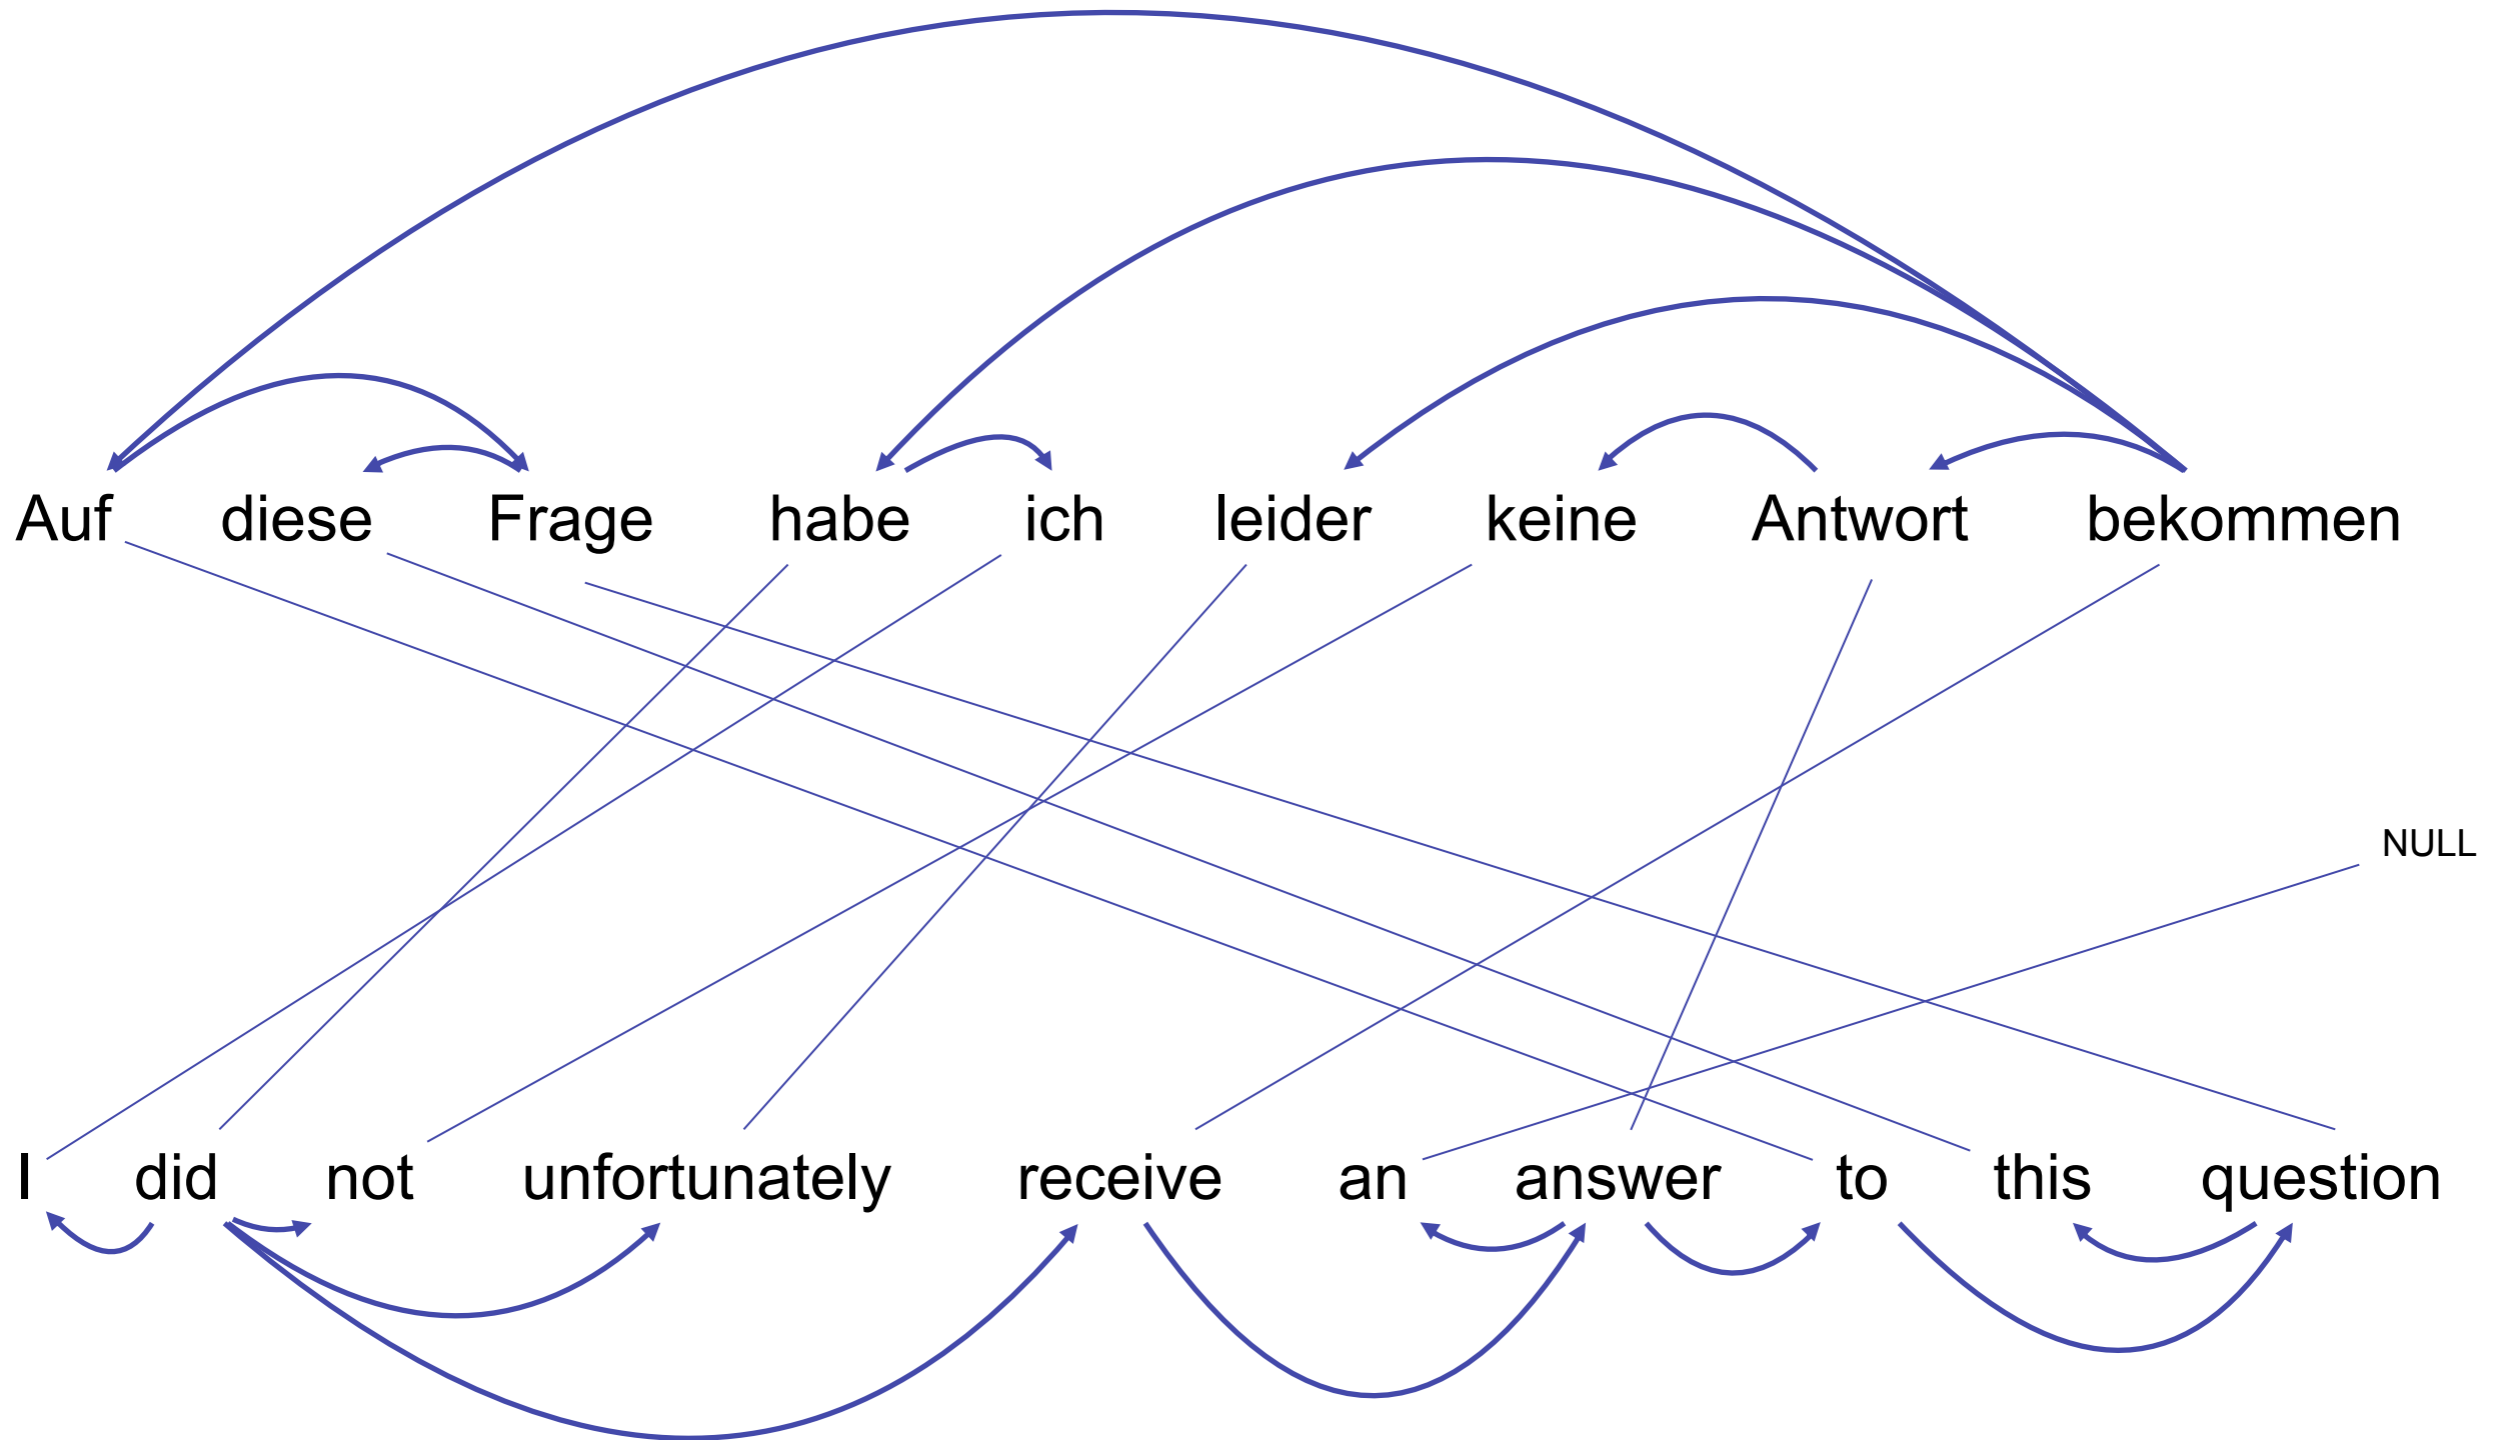 Auf diese Frage habe ich leider keine Antwort bekommen
NULL
I did not unfortunately receive an answer to this question